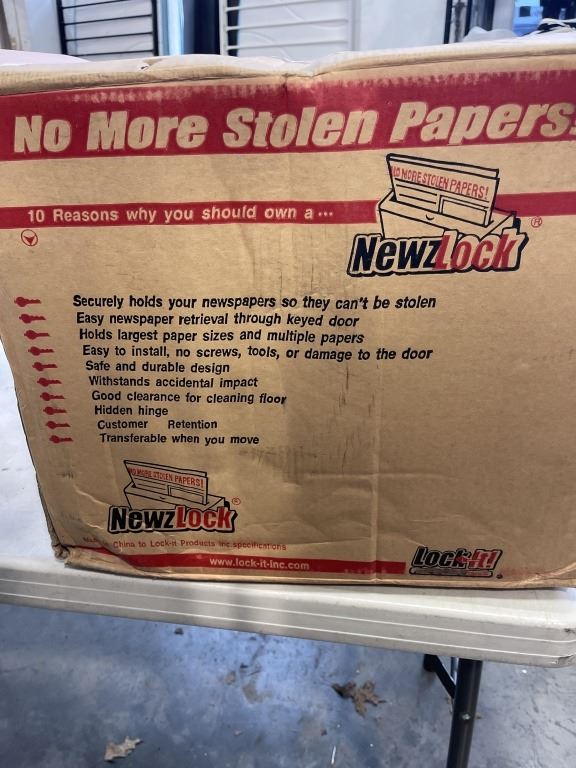 No More Stolen Papers!
NO MORE STOLEN PAPERS!
10 Reasons why you should own a ...
NewzLock®
Securely holds your newspapers so they can't be stolen
Easy newspaper retrieval through keyed door
Holds largest paper sizes and multiple papers
Easy to install, no screws, tools, or damage to the door
Safe and durable design
Withstands accidental impact
Good clearance for cleaning floor
Hidden hinge
Customer Retention
Transferable when you move
NO MORE STOLEN PAPERS!
NewzLock®
Made in China to Lock-it Products Inc. specifications
Lock-it!
www.lock-it-inc.com